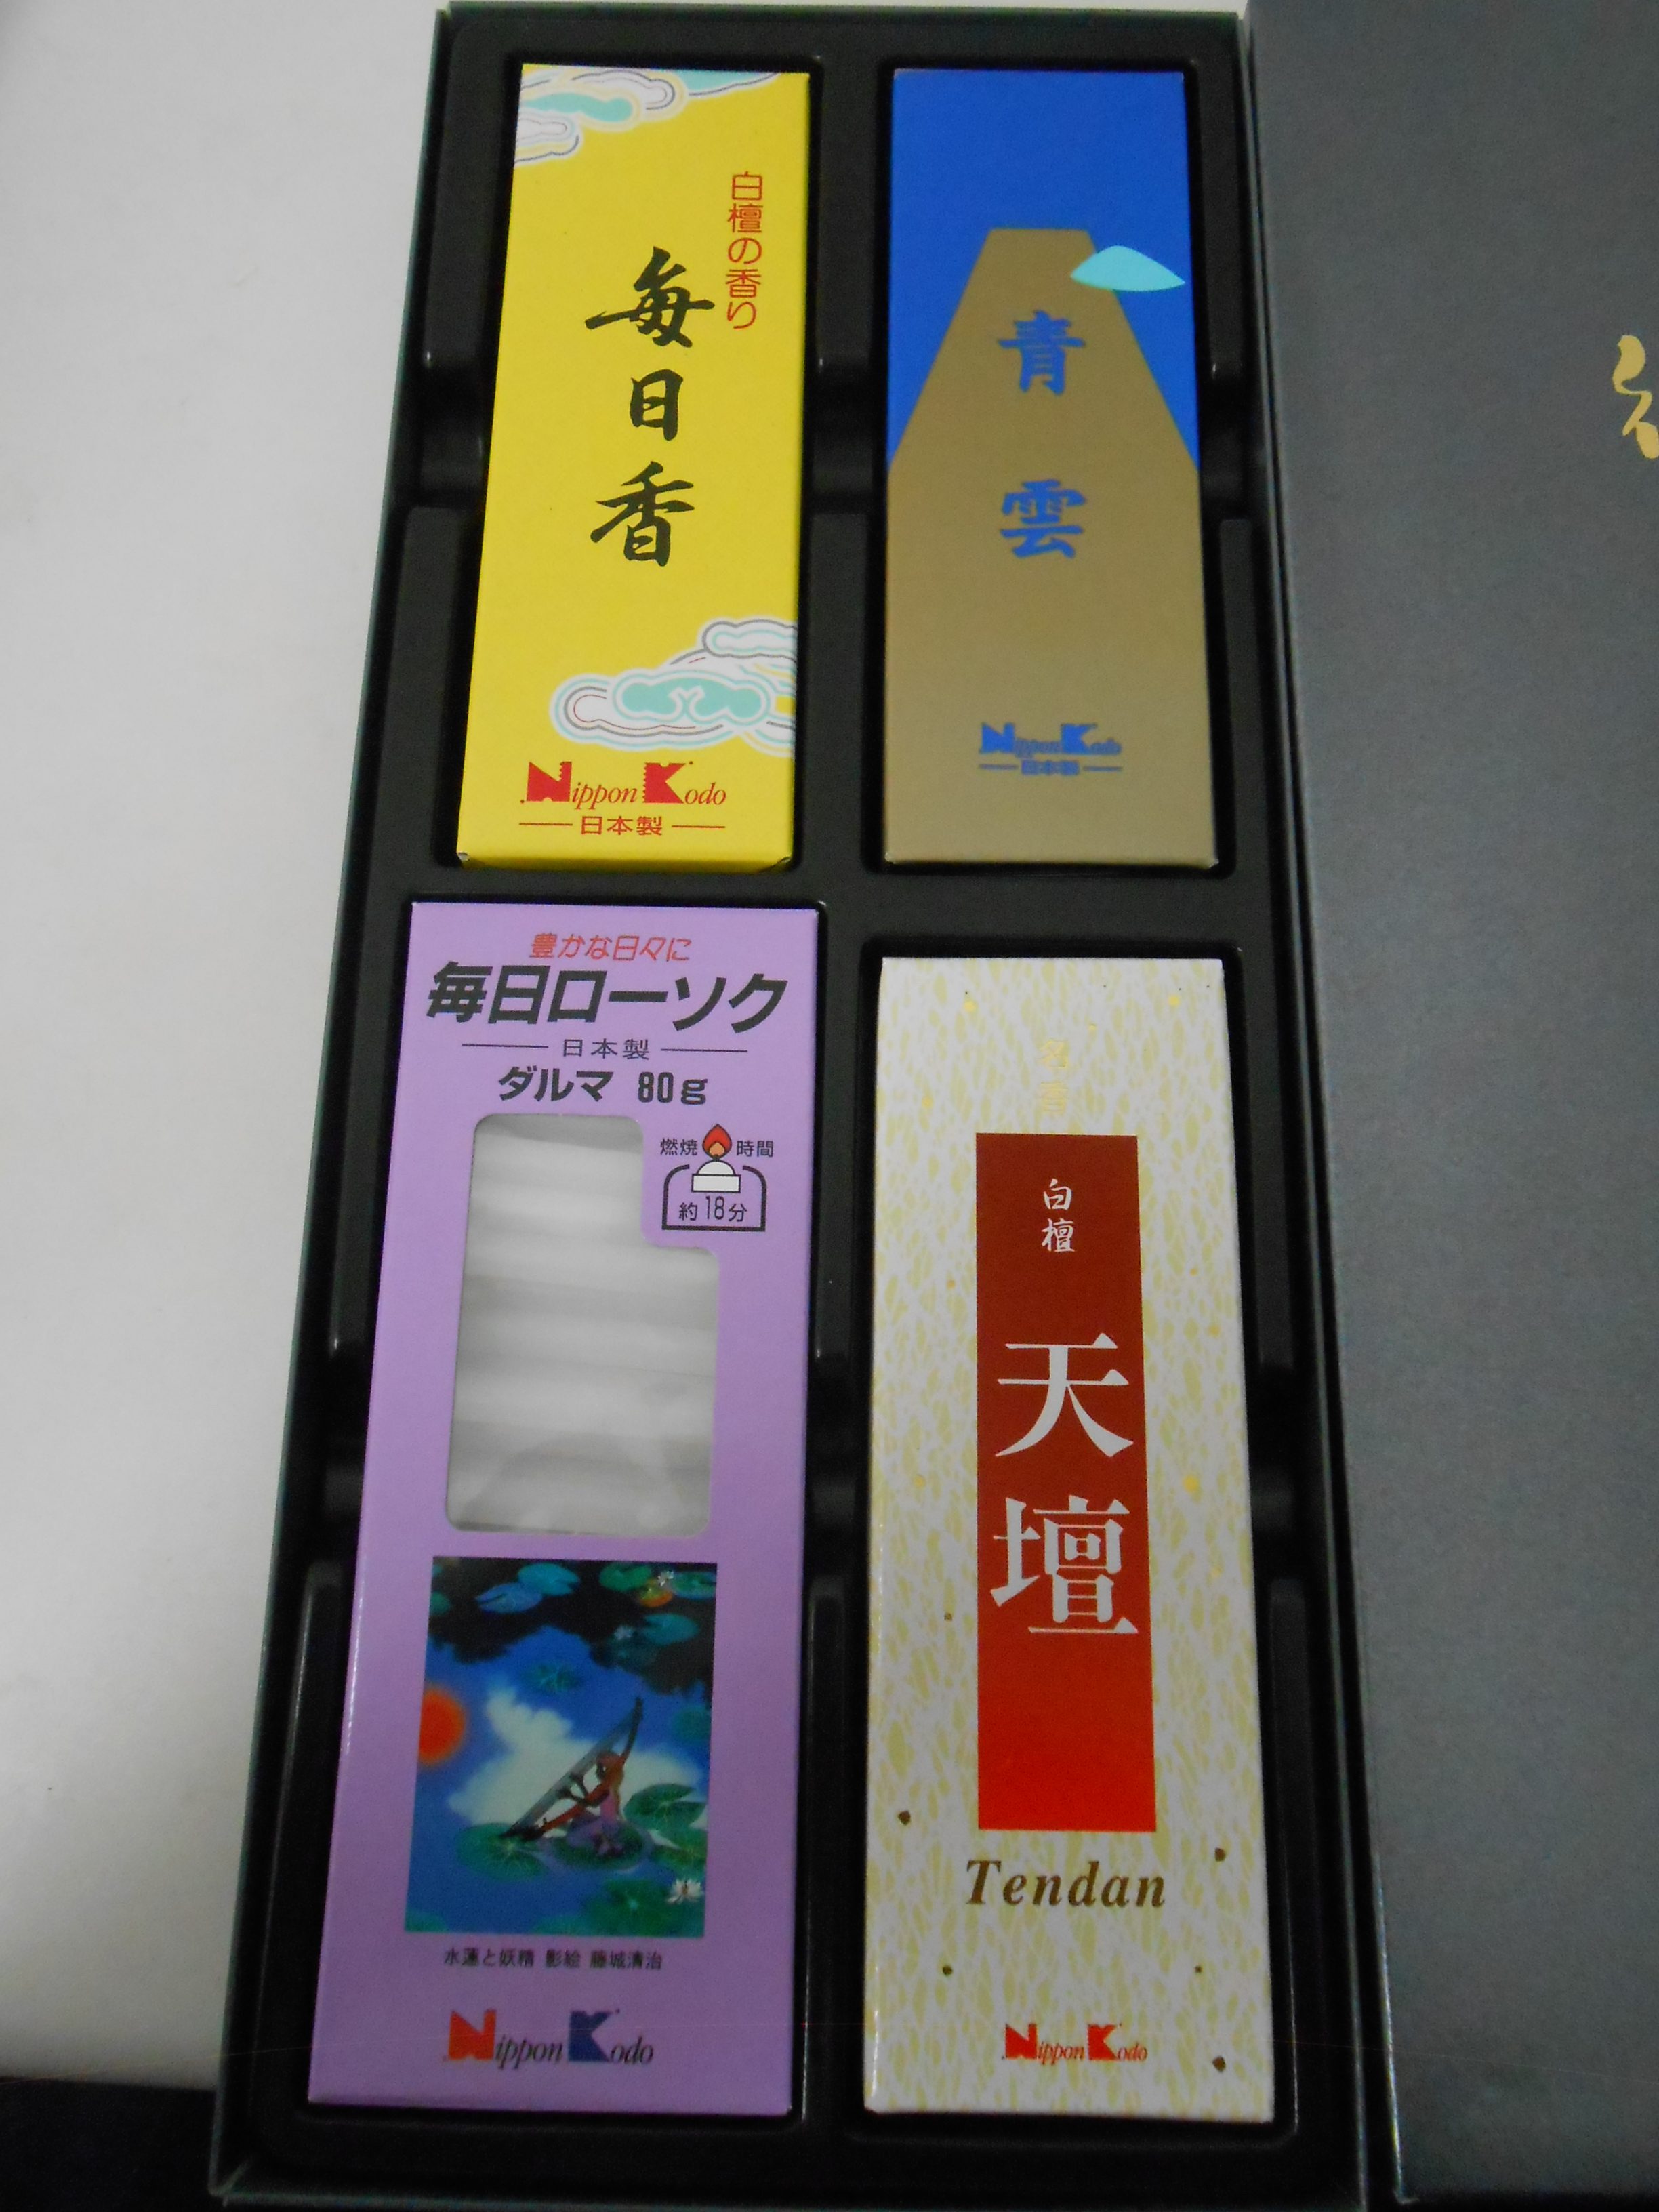 白檀の香り
毎日香
Nippon Kodo
日本製
青雲
Nippon Kodo
日本製
豊かな日々に
毎日ローソク
日本製
ダルマ 80g
燃焼時間
約18分
水蓮と妖精 影絵 藤城清治
Nippon Kodo
名香
白檀
天壇
Tendan
Nippon Kodo